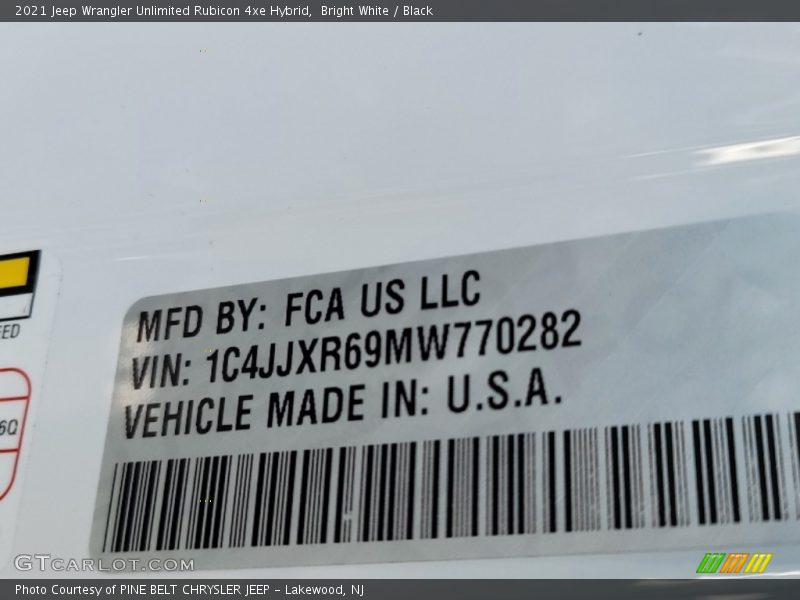 2021 Jeep Wrangler Unlimited Rubicon 4xe Hybrid,  Bright White / Black
MFD BY: FCA US LLC
VIN: 1C4JJXR69MW770282
VEHICLE MADE IN: U.S.A.
GTCARLOT.COM
Photo Courtesy of PINE BELT CHRYSLER JEEP - Lakewood, NJ